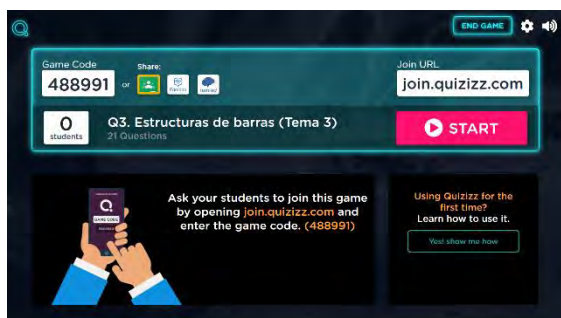 END GAME
Game Code
Share:
Join URL
488991 or
join.quizizz.com
0
students
Q3. Estructuras de barras (Tema 3)
21 Questions
START
Ask your students to join this game
by opening join.quizizz.com and
enter the game code. (488991)
Using Quizizz for the
first time?
Learn how to use it.
Yes! show me how